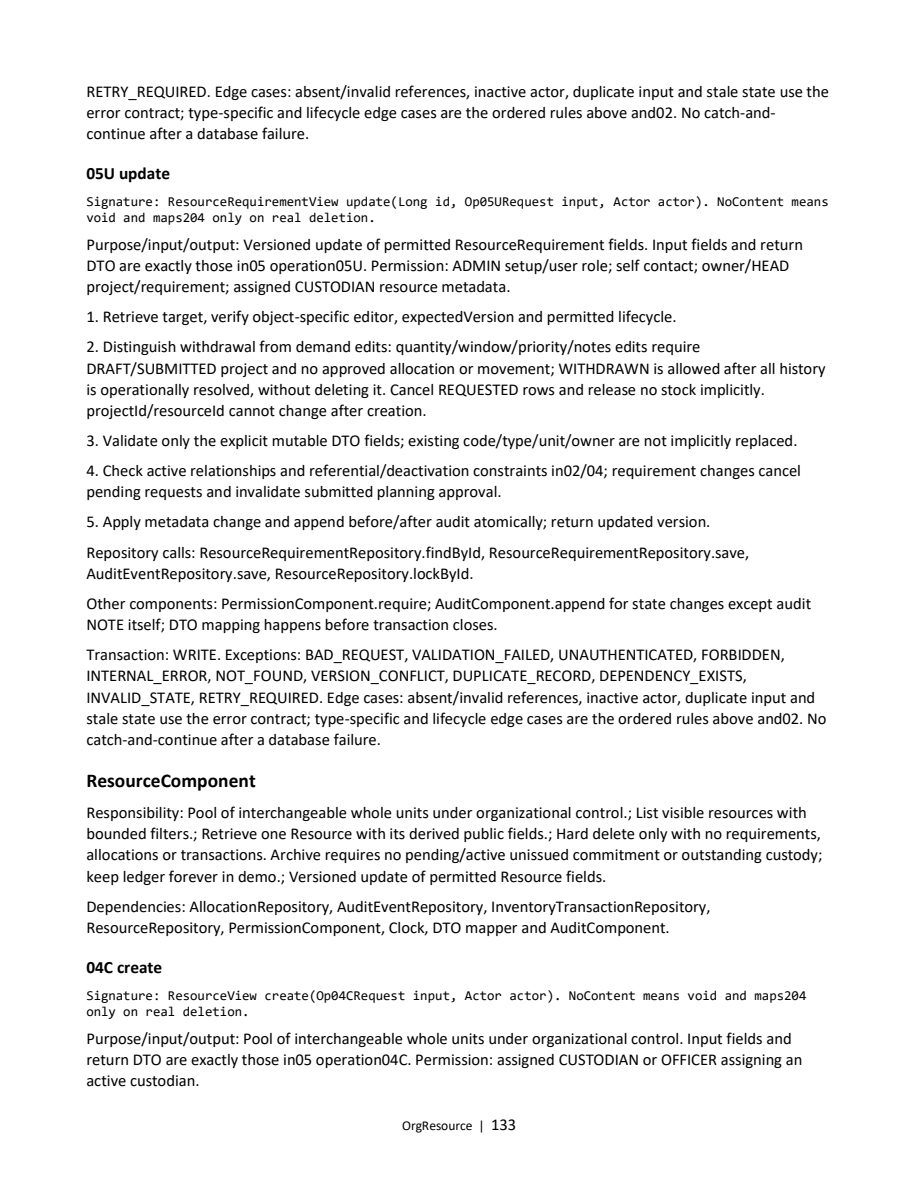 RETRY_REQUIRED. Edge cases: absent/invalid references, inactive actor, duplicate input and stale state use the
error contract; type-specific and lifecycle edge cases are the ordered rules above and02. No catch-and-
continue after a database failure.
05U update
Signature: ResourceRequirementView update(Long id, Op05URequest input, Actor actor). NoContent means
void and maps204 only on real deletion.
Purpose/input/output: Versioned update of permitted ResourceRequirement fields. Input fields and return
DTO are exactly those in05 operation05U. Permission: ADMIN setup/user role; self contact; owner/HEAD
project/requirement; assigned CUSTODIAN resource metadata.
1. Retrieve target, verify object-specific editor, expectedVersion and permitted lifecycle.
2. Distinguish withdrawal from demand edits: quantity/window/priority/notes edits require
DRAFT/SUBMITTED project and no approved allocation or movement; WITHDRAWN is allowed after all history
is operationally resolved, without deleting it. Cancel REQUESTED rows and release no stock implicitly.
projectId/resourceId cannot change after creation.
3. Validate only the explicit mutable DTO fields; existing code/type/unit/owner are not implicitly replaced.
4. Check active relationships and referential/deactivation constraints in02/04; requirement changes cancel
pending requests and invalidate submitted planning approval.
5. Apply metadata change and append before/after audit atomically; return updated version.
Repository calls: ResourceRequirementRepository.findById, ResourceRequirementRepository.save,
AuditEventRepository.save, ResourceRepository.lockById.
Other components: PermissionComponent.require; AuditComponent.append for state changes except audit
NOTE itself; DTO mapping happens before transaction closes.
Transaction: WRITE. Exceptions: BAD_REQUEST, VALIDATION_FAILED, UNAUTHENTICATED, FORBIDDEN,
INTERNAL_ERROR, NOT_FOUND, VERSION_CONFLICT, DUPLICATE_RECORD, DEPENDENCY_EXISTS,
INVALID_STATE, RETRY_REQUIRED. Edge cases: absent/invalid references, inactive actor, duplicate input and
stale state use the error contract; type-specific and lifecycle edge cases are the ordered rules above and02. No
catch-and-continue after a database failure.
ResourceComponent
Responsibility: Pool of interchangeable whole units under organizational control.; List visible resources with
bounded filters.; Retrieve one Resource with its derived public fields.; Hard delete only with no requirements,
allocations or transactions. Archive requires no pending/active unissued commitment or outstanding custody;
keep ledger forever in demo.; Versioned update of permitted Resource fields.
Dependencies: AllocationRepository, AuditEventRepository, InventoryTransactionRepository,
ResourceRepository, PermissionComponent, Clock, DTO mapper and AuditComponent.
04C create
Signature: ResourceView create(Op04CRequest input, Actor actor). NoContent means void and maps204
only on real deletion.
Purpose/input/output: Pool of interchangeable whole units under organizational control. Input fields and
return DTO are exactly those in05 operation04C. Permission: assigned CUSTODIAN or OFFICER assigning an
active custodian.
OrgResource | 133